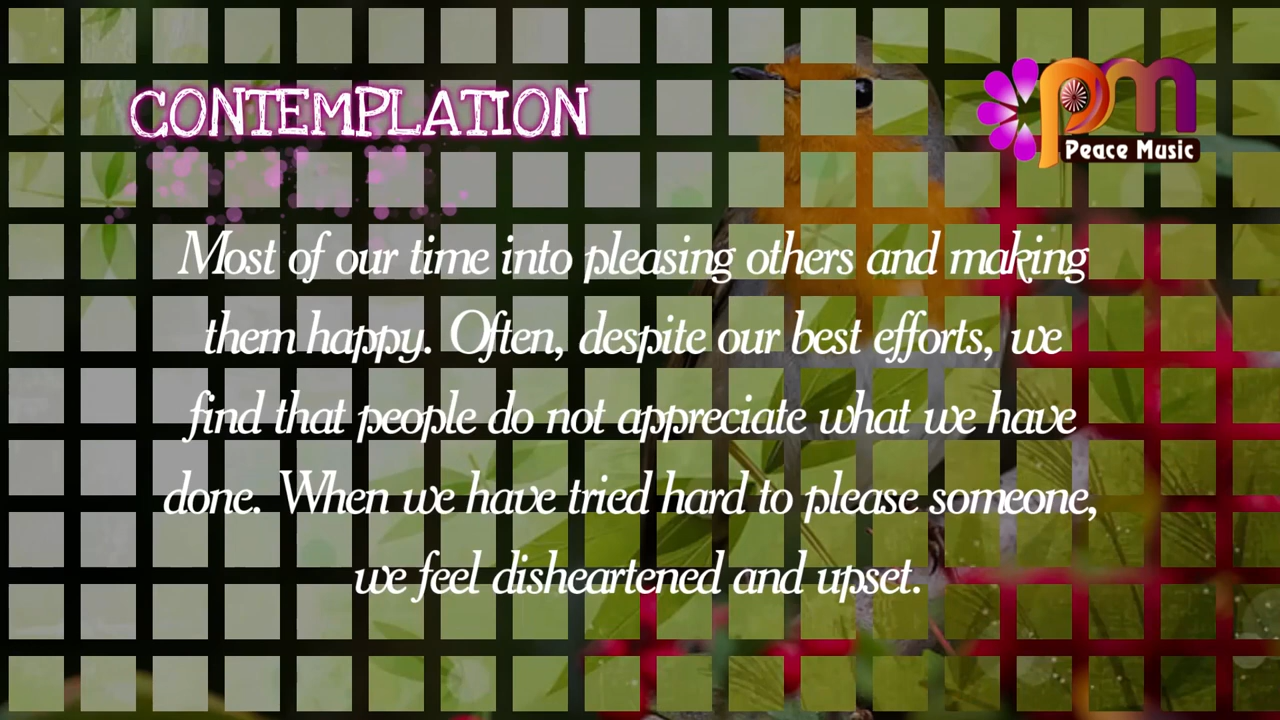 CONTEMPLATION
pm
Peace Music
Most of our time into pleasing others and making
them happy. Often, despite our best efforts, we
find that people do not appreciate what we have
done. When we have tried hard to please someone,
we feel disheartened and upset.